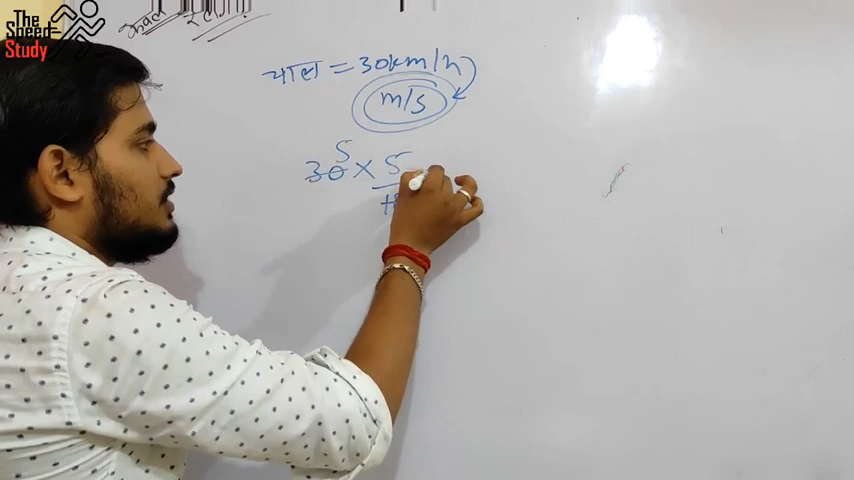 The
Speed
Study
चाल = 30km/h
m/s
5
30 × 5